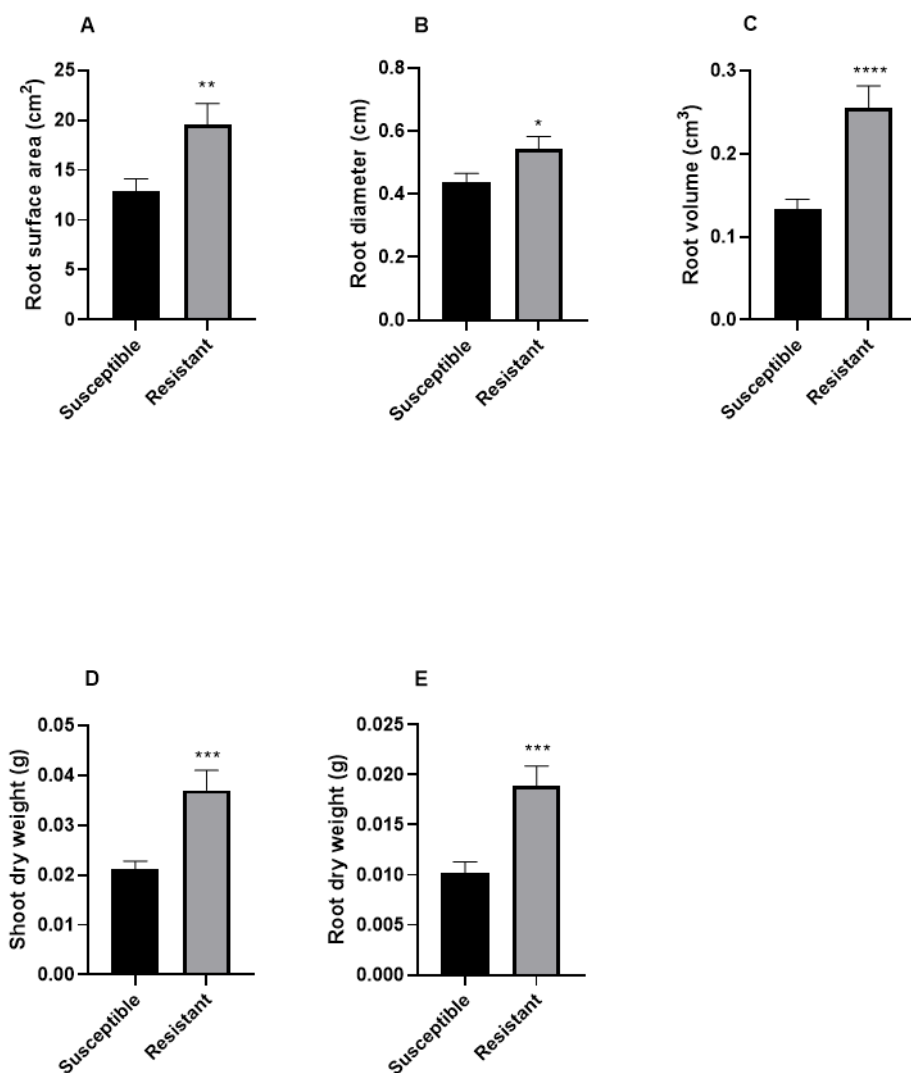 A
Root surface area (cm²)
25
20
15
10
5
0
**
Susceptible
Resistant
B
Root diameter (cm)
0.8
0.6
0.4
0.2
0.0
*
Susceptible
Resistant
C
Root volume (cm³)
0.3
0.2
0.1
0.0
****
Susceptible
Resistant
D
Shoot dry weight (g)
0.05
0.04
0.03
0.02
0.01
0.00
***
Susceptible
Resistant
E
Root dry weight (g)
0.025
0.020
0.015
0.010
0.005
0.000
***
Susceptible
Resistant